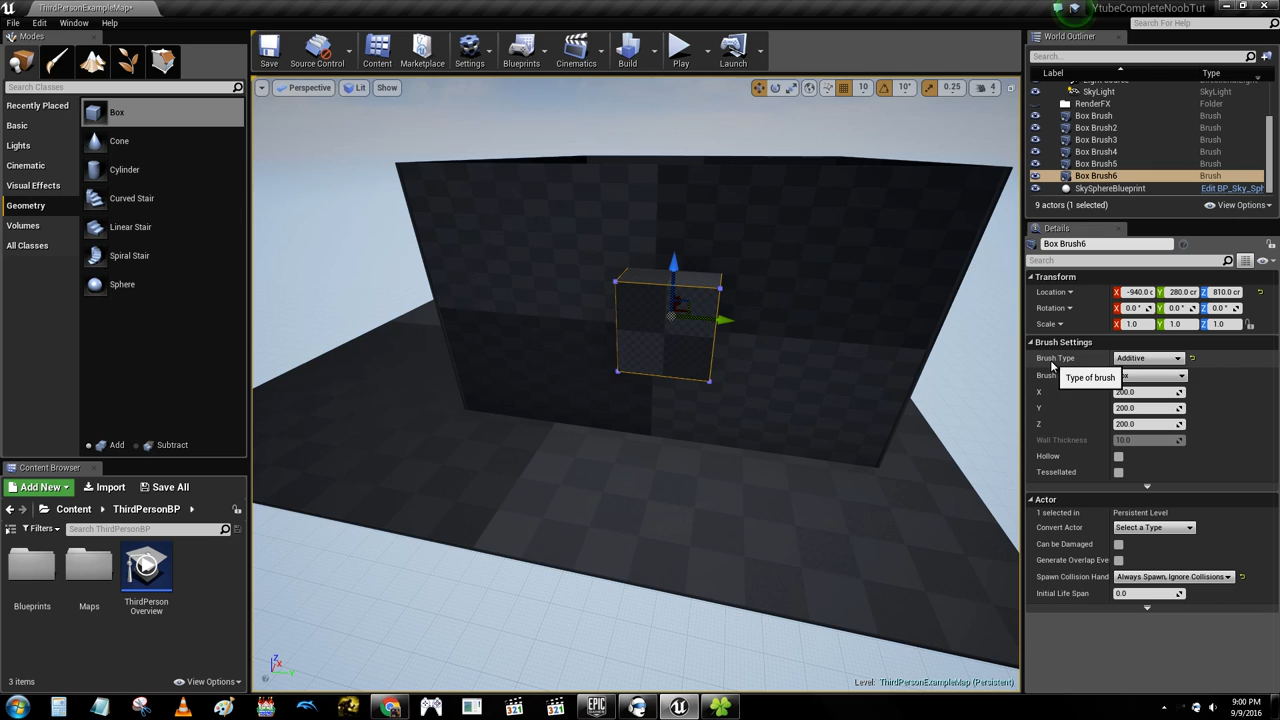 ThirdPersonExampleMap*
YtubeCompleteNoobTut
File Edit Window Help
Search For Help
Modes
Search Classes
Recently Placed
Basic
Lights
Cinematic
Visual Effects
Geometry
Volumes
All Classes
Box
Cone
Cylinder
Curved Stair
Linear Stair
Spiral Stair
Sphere
Add Subtract
Save Source Control Content Marketplace Settings Blueprints Cinematics Build Play Launch
Perspective Lit Show 10 10° 0.25 4
Level: ThirdPersonExampleMap (Persistent)
Content Browser
Add New Import Save All
Content ThirdPersonBP
Filters Search ThirdPersonBP
Blueprints Maps ThirdPerson
Overview
3 items View Options
World Outliner
Search...
Label Type
Light Source
SkyLight SkyLight
RenderFX Folder
Box Brush Brush
Box Brush2 Brush
Box Brush3 Brush
Box Brush4 Brush
Box Brush5 Brush
Box Brush6 Brush
SkySphereBlueprint Edit BP_Sky_Sph
9 actors (1 selected) View Options
Details
Box Brush6
Search
Transform
Location X -940.0 c Y 280.0 cr Z 810.0 cr
Rotation X 0.0 ° Y 0.0 ° Z 0.0 °
Scale X 1.0 Y 1.0 Z 1.0
Brush Settings
Brush Type Additive
Brush ox
Type of brush
X 200.0
Y 200.0
Z 200.0
Wall Thickness 10.0
Hollow
Tessellated
Actor
1 selected in Persistent Level
Convert Actor Select a Type
Can be Damaged
Generate Overlap Eve
Spawn Collision Hand Always Spawn, Ignore Collisions
Initial Life Span 0.0
9:00 PM
9/9/2016